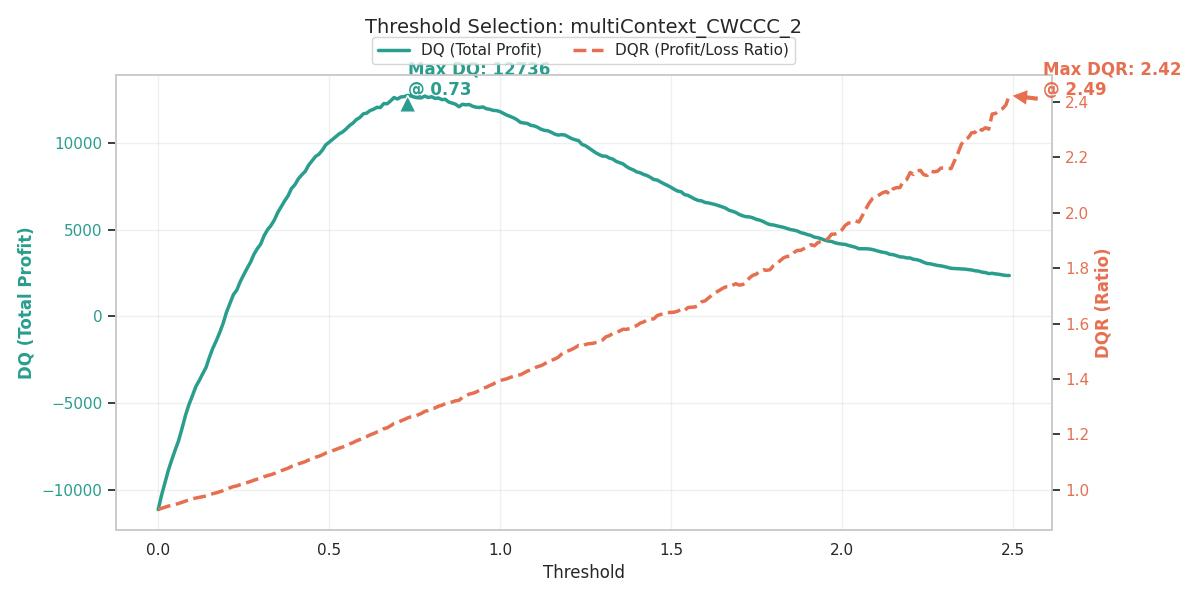 Threshold Selection: multiContext_CWCCC_2
DQ (Total Profit)
DQR (Profit/Loss Ratio)
Max DQ: 12736
@ 0.73
Max DQR: 2.42
@ 2.49
DQ (Total Profit)
10000
5000
0
−5000
−10000
2.4
2.2
2.0
1.8
1.6
1.4
1.2
1.0
DQR (Ratio)
0.0 0.5 1.0 1.5 2.0 2.5
Threshold